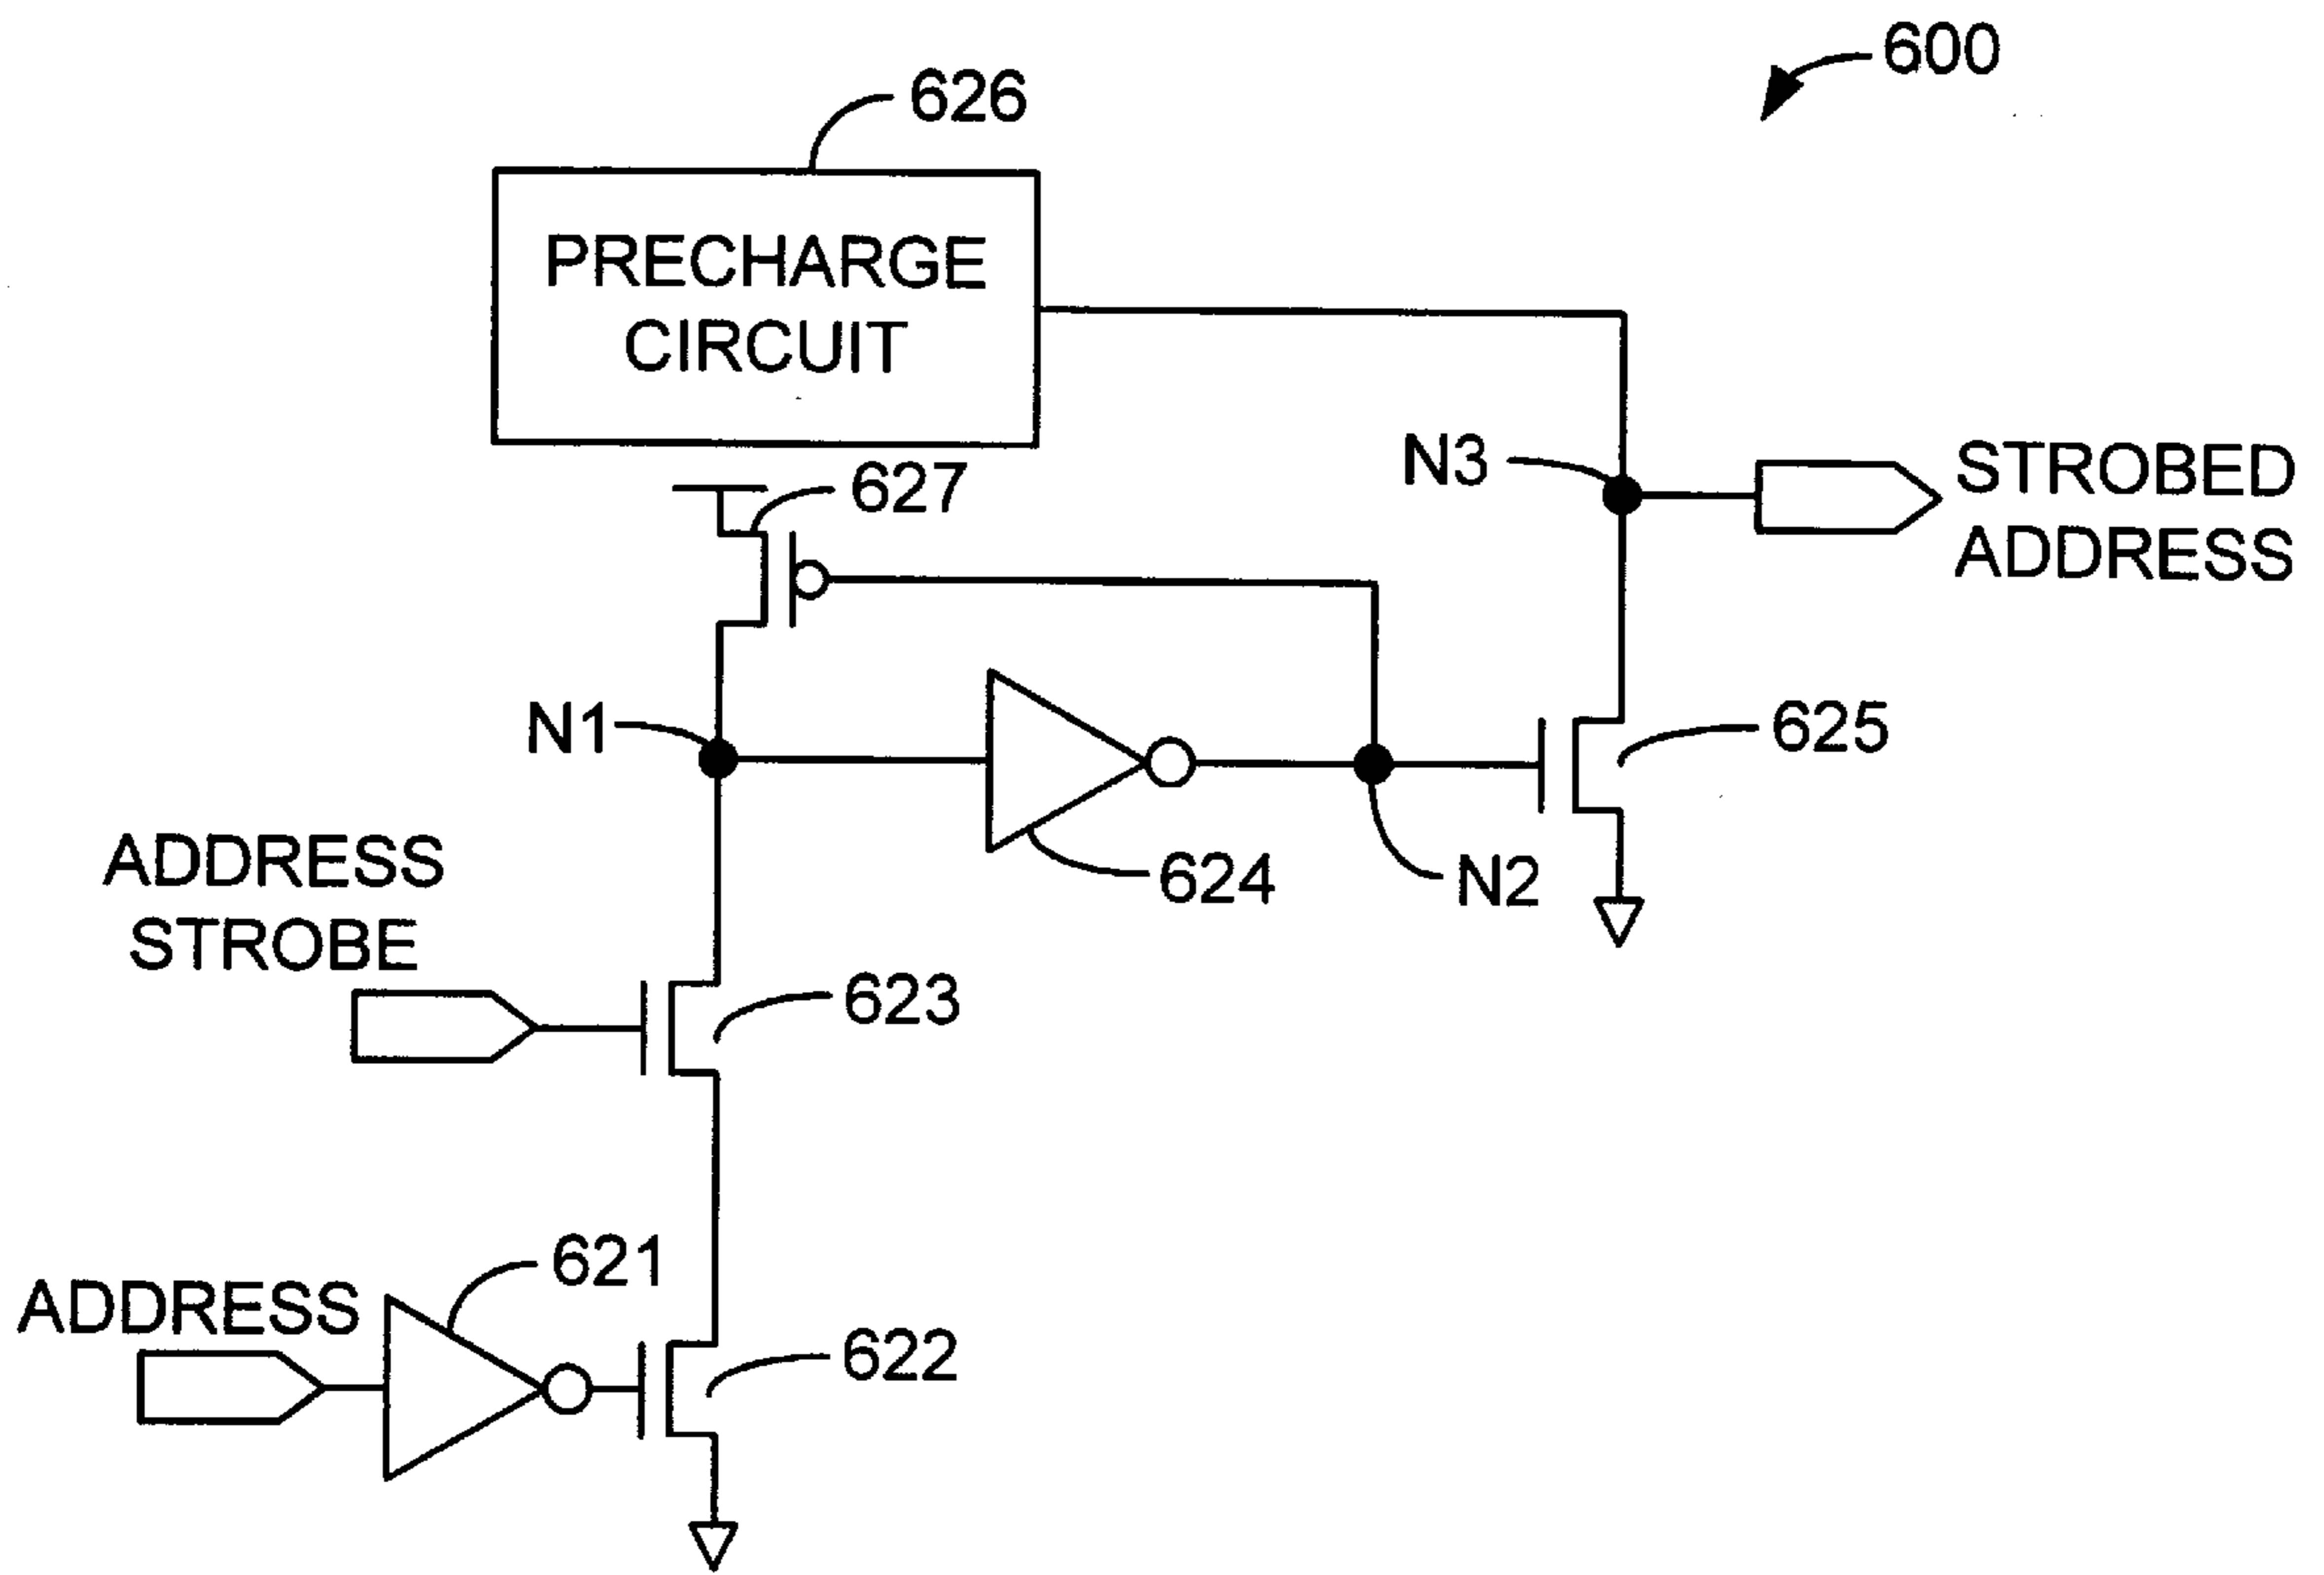 600
626
PRECHARGE
CIRCUIT
627
N3
STROBED
ADDRESS
N1
625
ADDRESS
STROBE
624
N2
623
621
ADDRESS
622